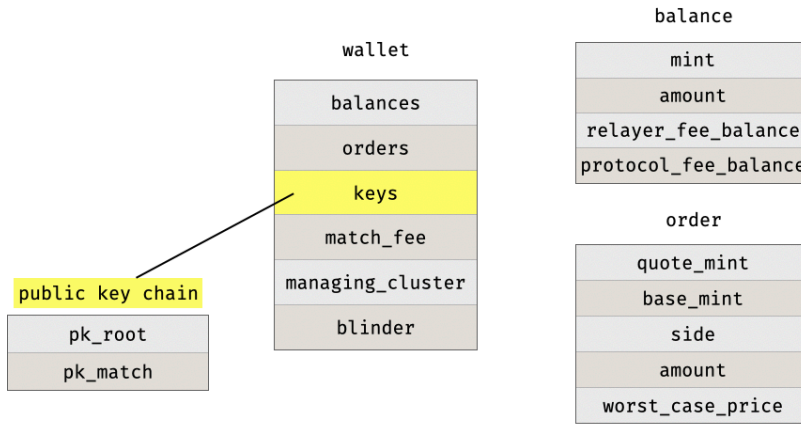 wallet
balances
orders
keys
match_fee
managing_cluster
blinder
public key chain
pk_root
pk_match
balance
mint
amount
relayer_fee_balance
protocol_fee_balance
order
quote_mint
base_mint
side
amount
worst_case_price